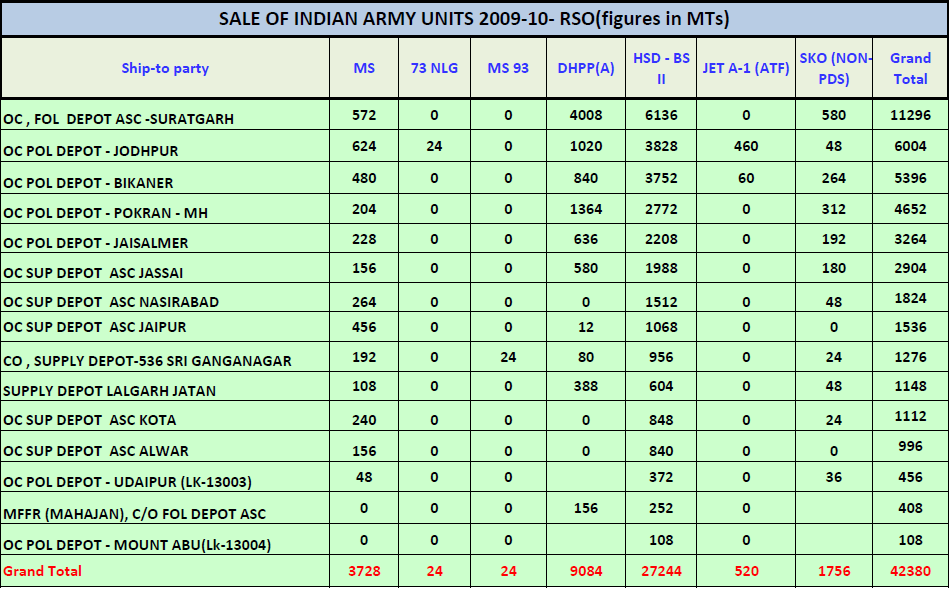 SALE OF INDIAN ARMY UNITS 2009-10- RSO(figures in MTs)
Ship-to party MS 73 NLG MS 93 DHPP(A) HSD - BS II JET A-1 (ATF) SKO (NON-PDS) Grand Total
OC , FOL DEPOT ASC -SURATGARH 572 0 0 4008 6136 0 580 11296
OC POL DEPOT - JODHPUR 624 24 0 1020 3828 460 48 6004
OC POL DEPOT - BIKANER 480 0 0 840 3752 60 264 5396
OC POL DEPOT - POKRAN - MH 204 0 0 1364 2772 0 312 4652
OC POL DEPOT - JAISALMER 228 0 0 636 2208 0 192 3264
OC SUP DEPOT ASC JASSAI 156 0 0 580 1988 0 180 2904
OC SUP DEPOT ASC NASIRABAD 264 0 0 0 1512 0 48 1824
OC SUP DEPOT ASC JAIPUR 456 0 0 12 1068 0 0 1536
CO , SUPPLY DEPOT-536 SRI GANGANAGAR 192 0 24 80 956 0 24 1276
SUPPLY DEPOT LALGARH JATAN 108 0 0 388 604 0 48 1148
OC SUP DEPOT ASC KOTA 240 0 0 0 848 0 24 1112
OC SUP DEPOT ASC ALWAR 156 0 0 0 840 0 0 996
OC POL DEPOT - UDAIPUR (LK-13003) 48 0 0 372 0 36 456
MFFR (MAHAJAN), C/O FOL DEPOT ASC 0 0 0 156 252 0 408
OC POL DEPOT - MOUNT ABU(Lk-13004) 0 0 0 108 0 108
Grand Total 3728 24 24 9084 27244 520 1756 42380